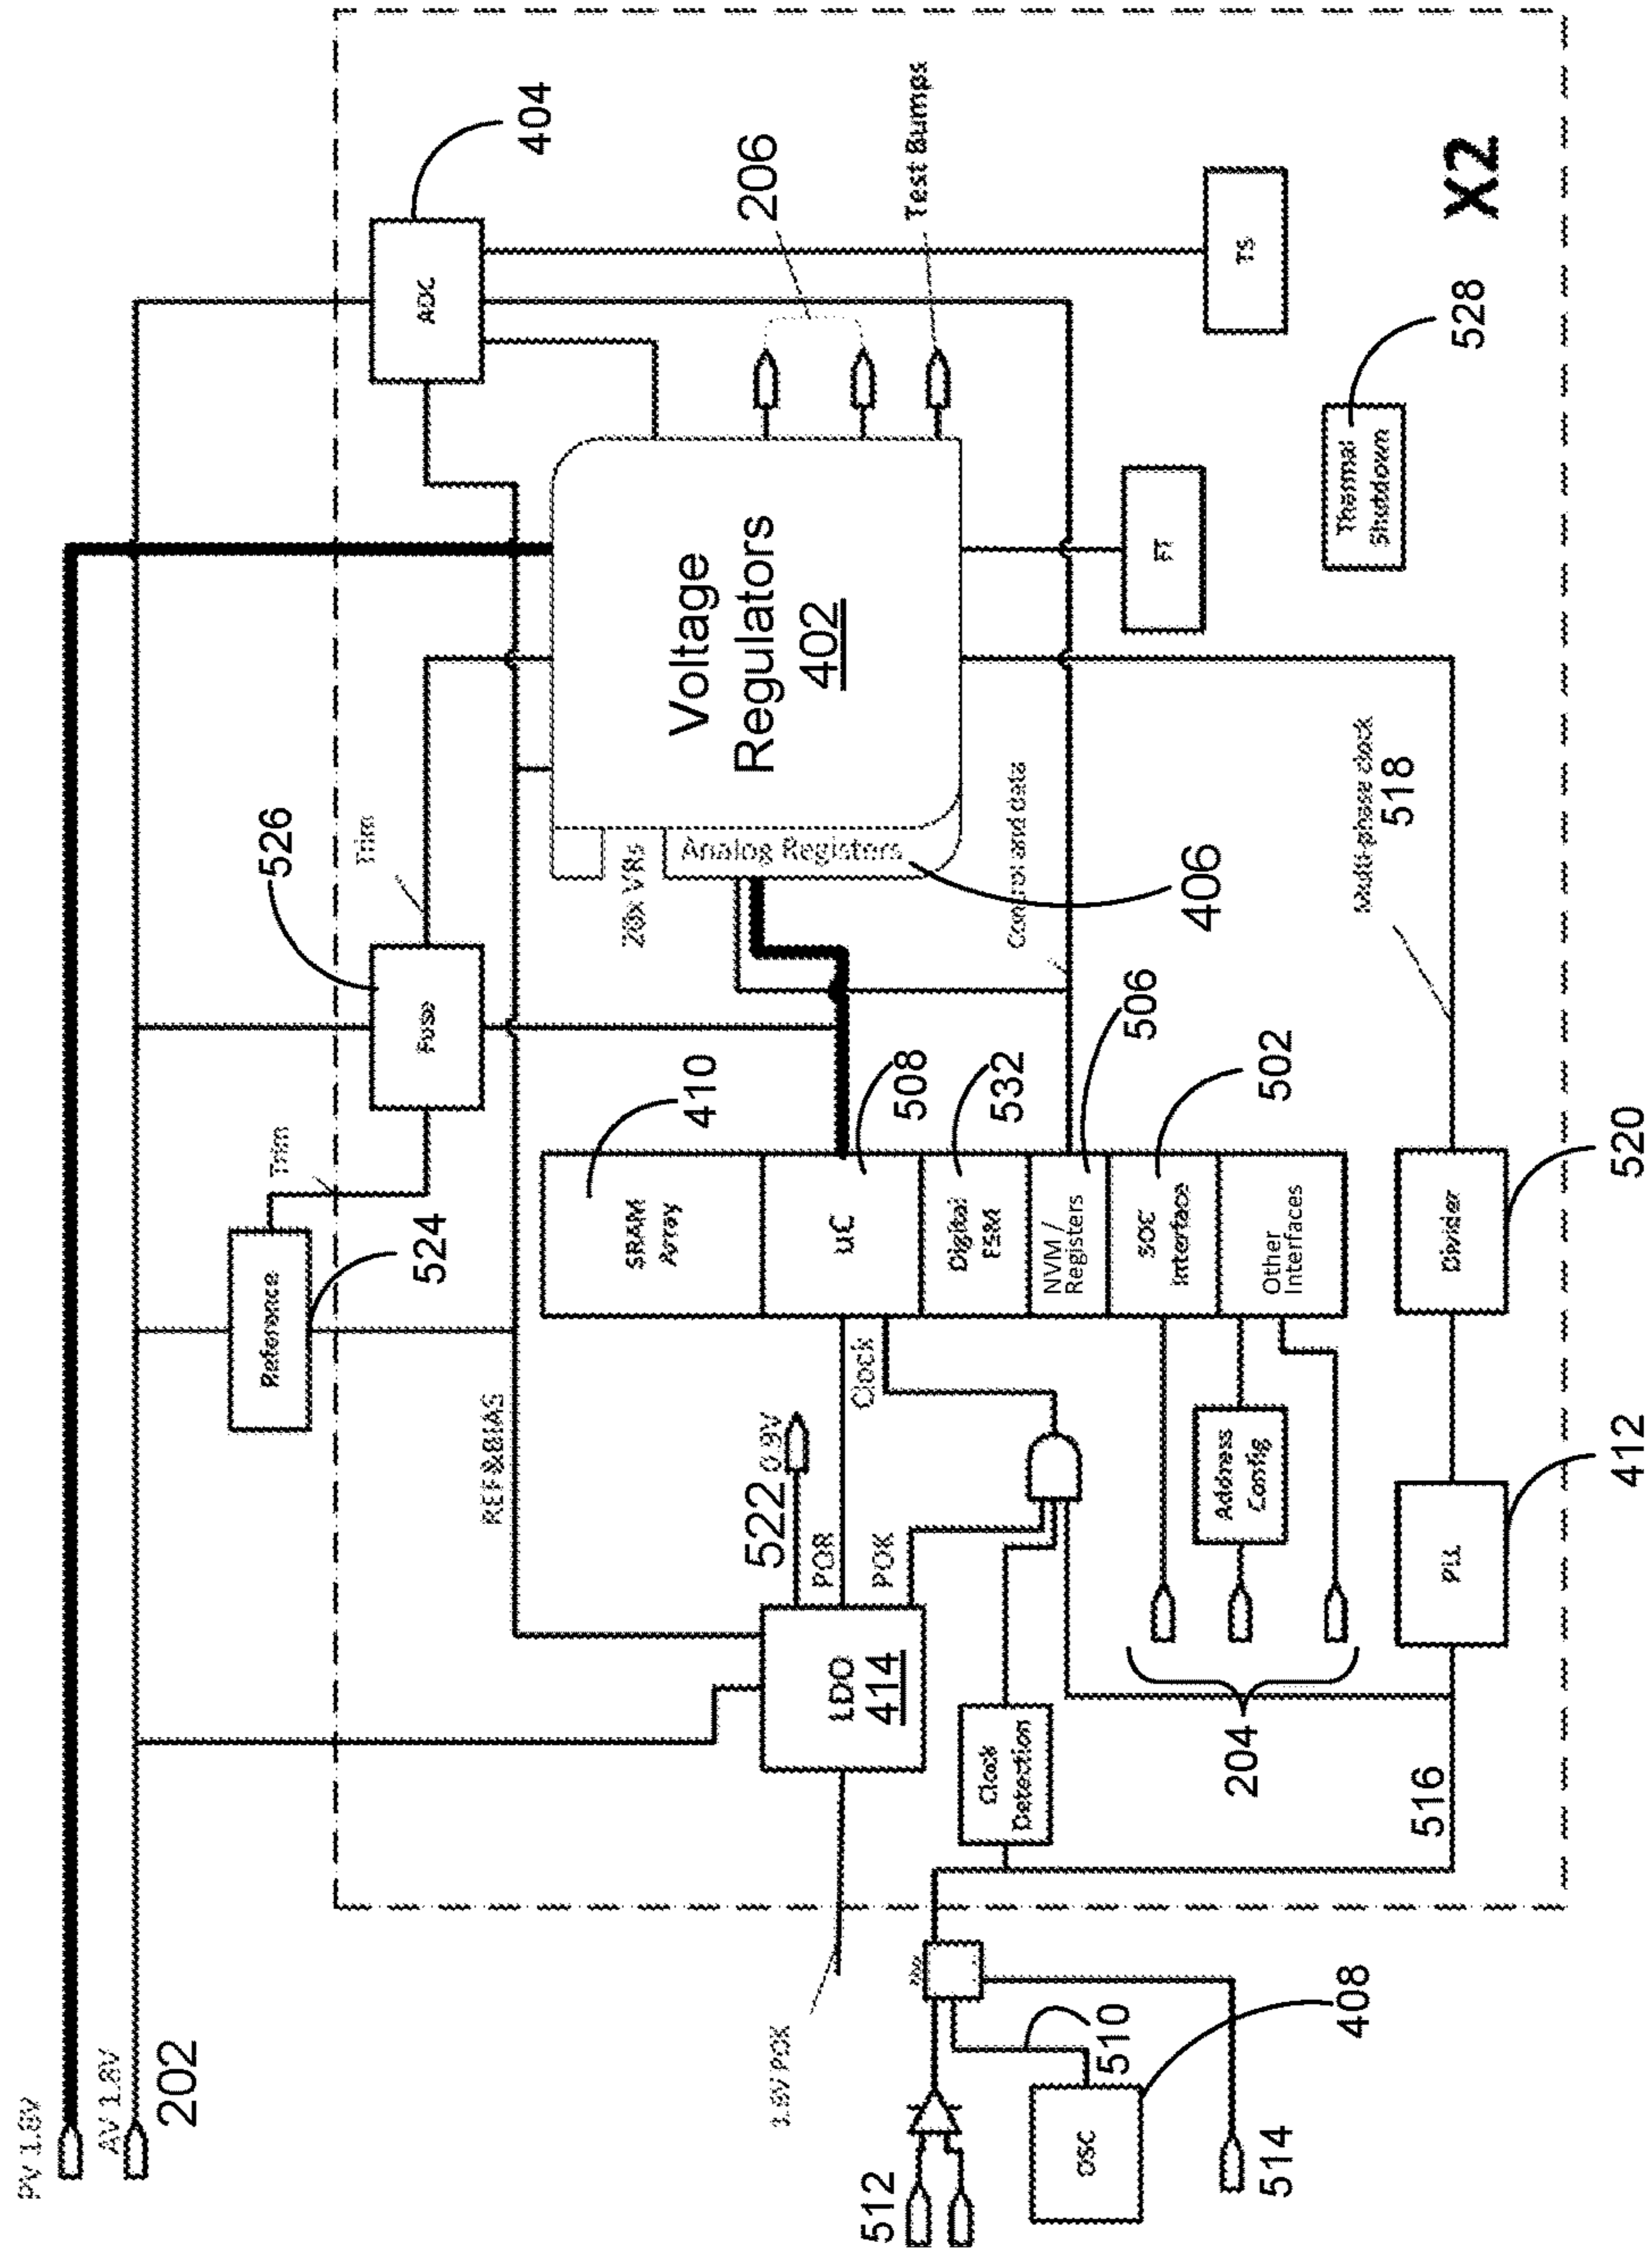 PV 1.8V
AV 1.8V
202
Reference
524
Trim
526
Trim
Fuse
ADC
404
REF&BIAS
1.8V POK
LDO
414
522
0.9V
POR
POK
Clock
SRAM
Array
410
uC
508
Digital
FSM
532
NVM/
Registers
506
SOC
Interface
502
Other
Interfaces
20x VRs
Analog Registers
406
Voltage
Regulators
402
206
Test Bumps
Control and data
FT
TS
Thermal
Shutdown
528
X2
Multi-phase clock
518
Clock
Detection
Address
Config
204
512
510
OSC
408
514
516
PLL
412
Divider
520